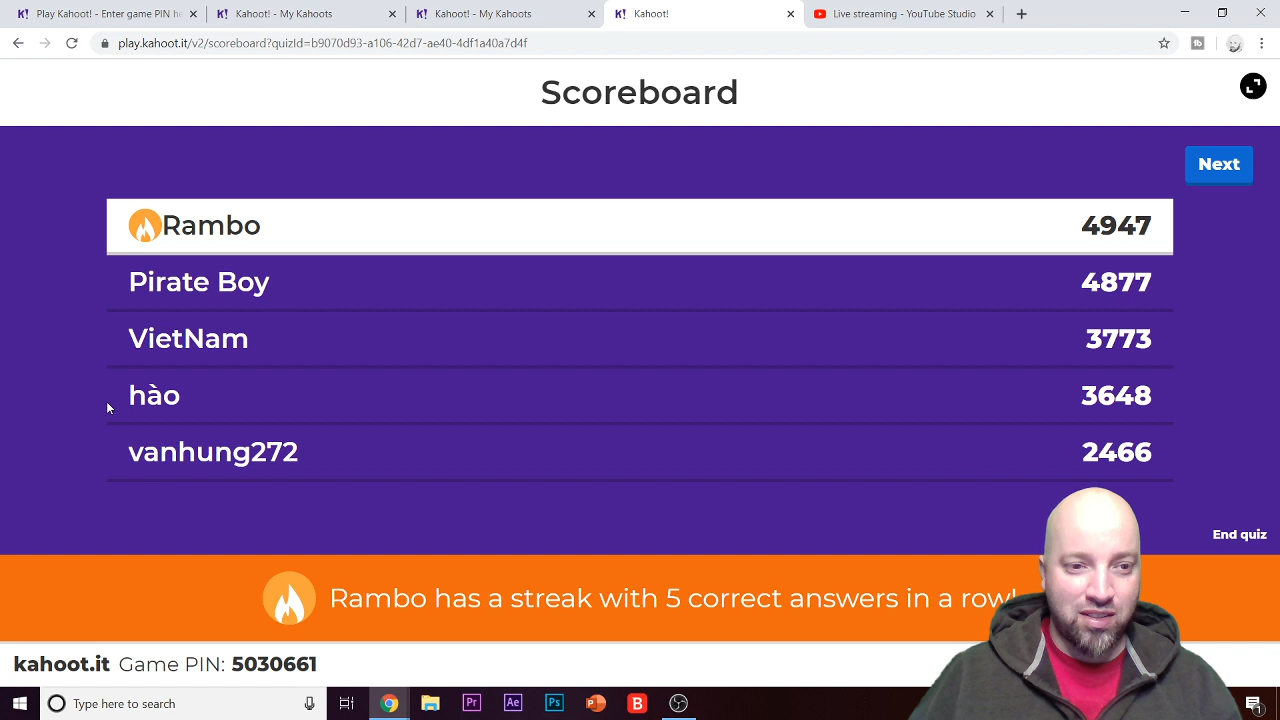 Play Kahoot! - Enter game PIN h
Kahoot! - My Kahoots
Kahoot! - My Kahoots
Kahoot!
Live streaming - YouTube Studio
play.kahoot.it/v2/scoreboard?quizId=b9070d93-a106-42d7-ae40-4df1a40a7d4f
Scoreboard
Next
Rambo 4947
Pirate Boy 4877
VietNam 3773
hào 3648
vanhung272 2466
End quiz
Rambo has a streak with 5 correct answers in a row!
kahoot.it Game PIN: 5030661
Type here to search